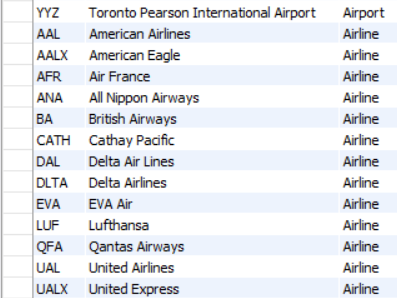 YYZ Toronto Pearson International Airport Airport
AAL American Airlines Airline
AALX American Eagle Airline
AFR Air France Airline
ANA All Nippon Airways Airline
BA British Airways Airline
CATH Cathay Pacific Airline
DAL Delta Air Lines Airline
DLTA Delta Airlines Airline
EVA EVA Air Airline
LUF Lufthansa Airline
QFA Qantas Airways Airline
UAL United Airlines Airline
UALX United Express Airline